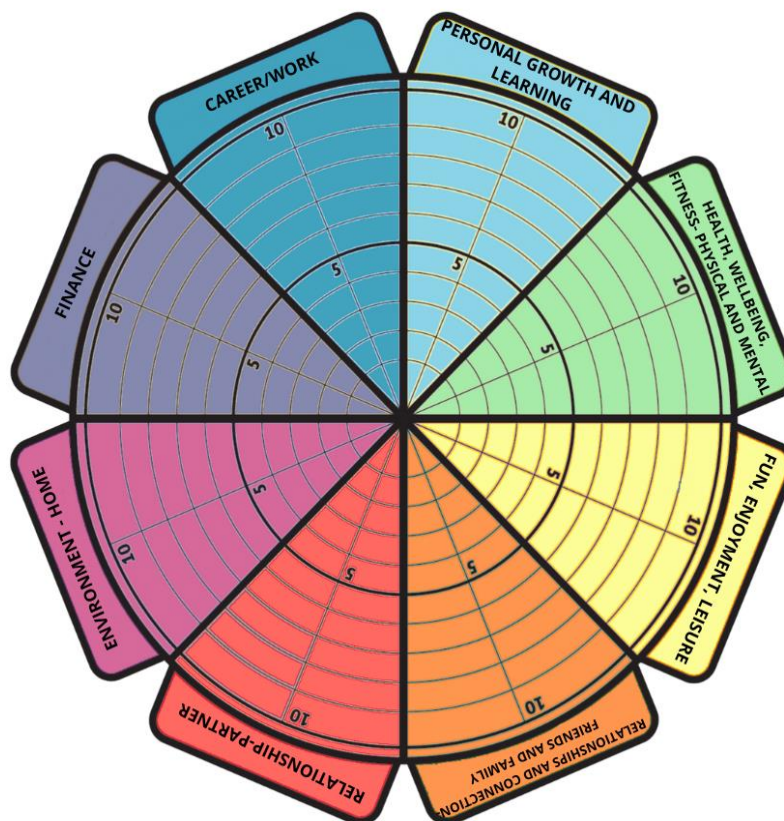 CAREER/WORK
10
5
PERSONAL GROWTH AND
LEARNING
10
5
HEALTH, WELLBEING,
FITNESS- PHYSICAL AND MENTAL
10
5
FUN, ENJOYMENT, LEISURE
10
5
RELATIONSHIPS AND CONNECTION-
FRIENDS AND FAMILY
10
5
RELATIONSHIP-PARTNER
10
5
ENVIRONMENT - HOME
10
5
FINANCE
10
5